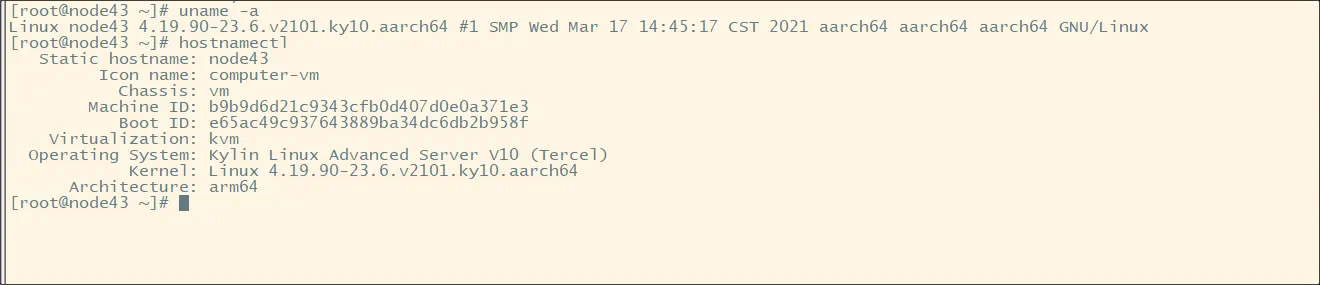 [root@node43 ~]# uname -a
Linux node43 4.19.90-23.6.v2101.ky10.aarch64 #1 SMP Wed Mar 17 14:45:17 CST 2021 aarch64 aarch64 aarch64 GNU/Linux
[root@node43 ~]# hostnamectl
Static hostname: node43
Icon name: computer-vm
Chassis: vm
Machine ID: b9b9d6d21c9343cfb0d407d0e0a371e3
Boot ID: e65ac49c937643889ba34dc6db2b958f
Virtualization: kvm
Operating System: Kylin Linux Advanced Server V10 (Tercel)
Kernel: Linux 4.19.90-23.6.v2101.ky10.aarch64
Architecture: arm64
[root@node43 ~]#